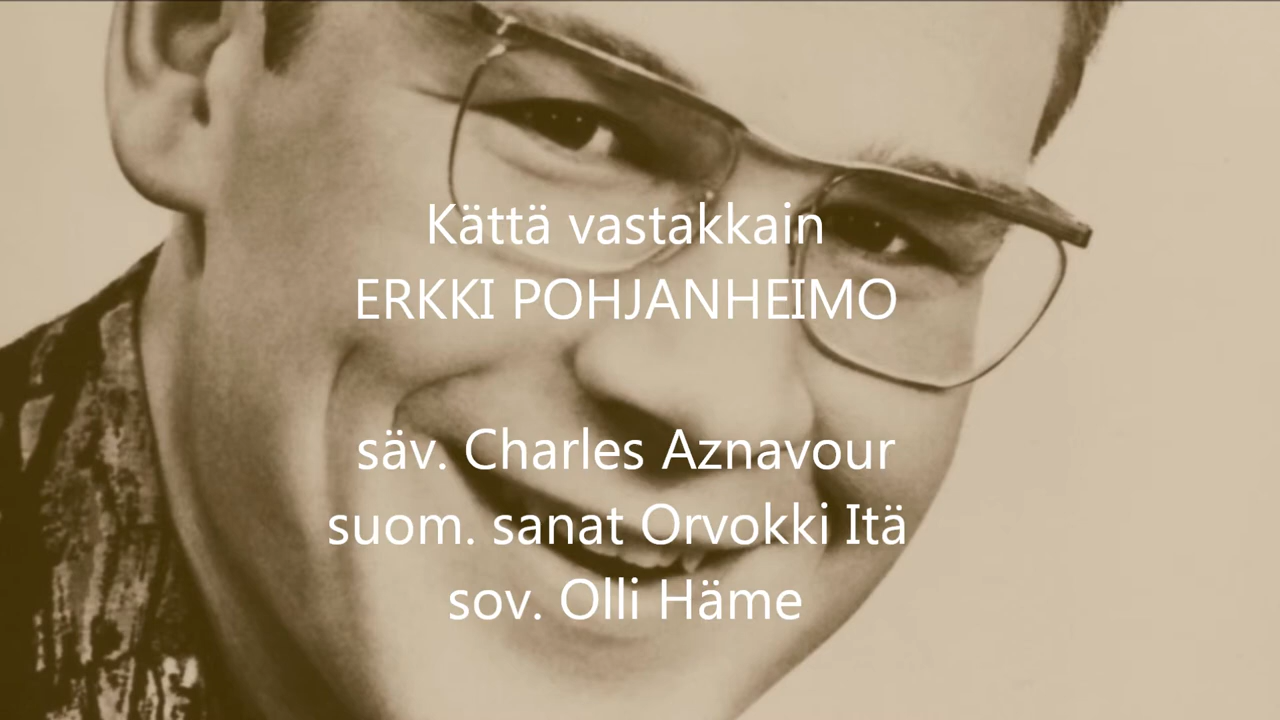 Kättä vastakkain
ERKKI POHJANHEIMO
säv. Charles Aznavour
suom. sanat Orvokki Itä
sov. Olli Häme